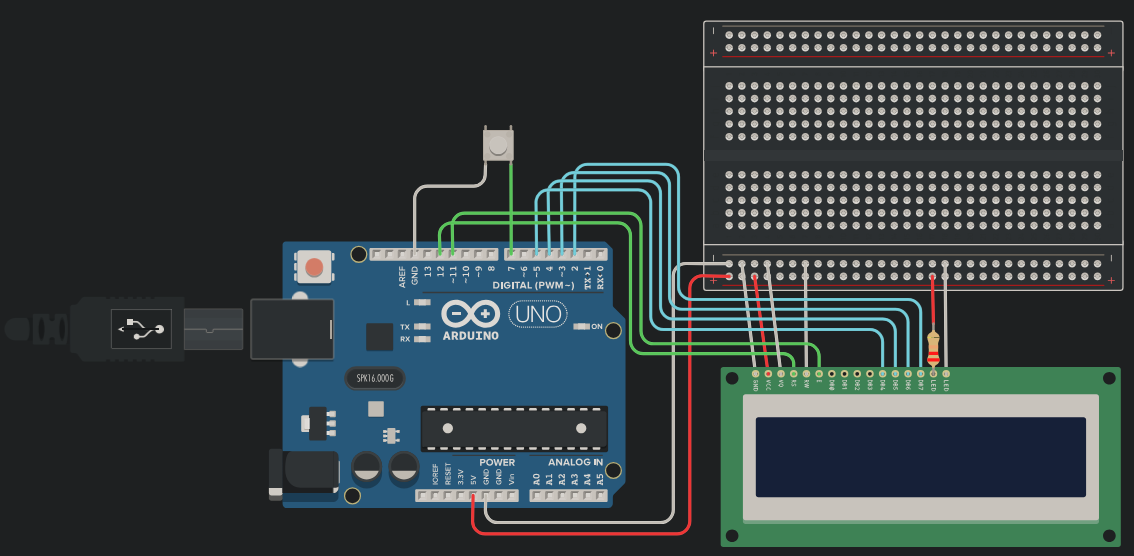 AREF
GND
13
12
~11
~10
~9
8
7
~6
~5
4
~3
2
TX→1
RX←0
DIGITAL (PWM~)
L
TX
RX
UNO
ON
ARDUINO
SPK16.000G
POWER
ANALOG IN
IOREF
RESET
3.3V
5V
GND
GND
Vin
A0
A1
A2
A3
A4
A5
GND
VCC
VO
RS
RW
E
DB0
DB1
DB2
DB3
DB4
DB5
DB6
DB7
LED
LED